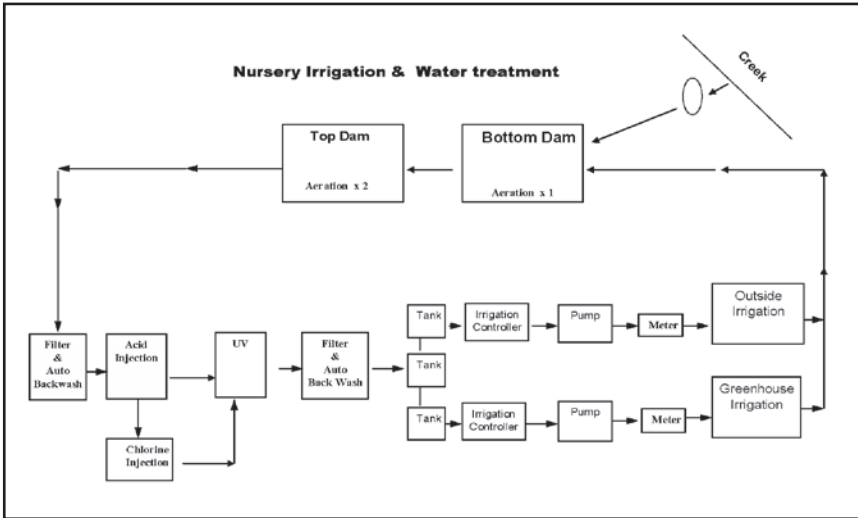 Nursery Irrigation & Water treatment
Creek
Top Dam
Aeration x 2
Bottom Dam
Aeration x 1
Filter
&
Auto
Backwash
Acid
Injection
Chlorine
Injection
UV
Filter
&
Auto
Back Wash
Tank
Tank
Tank
Irrigation
Controller
Pump
Meter
Outside
Irrigation
Irrigation
Controller
Pump
Meter
Greenhouse
Irrigation